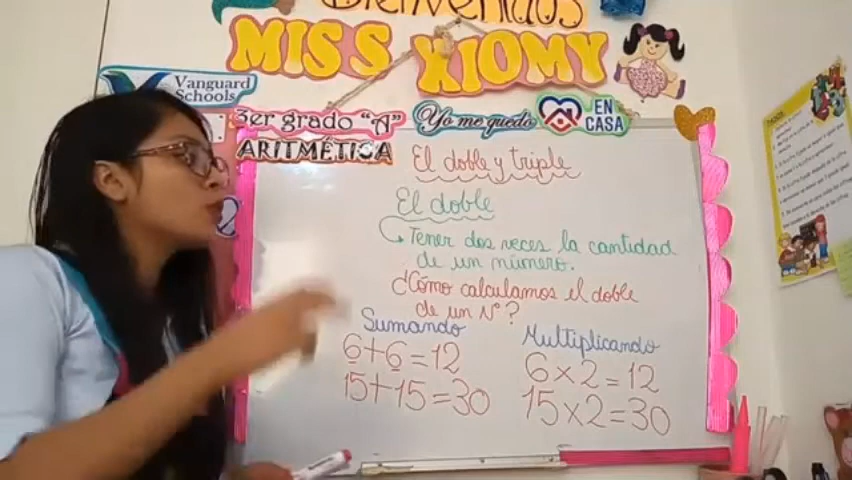 Bienvenidos
MISS XIOMY
Vanguard
Schools
3er grado "A"
Yo me quedo EN CASA
ARITMÉTICA
El doble y triple
El doble
Tener dos veces la cantidad
de un número.
¿Cómo calculamos el doble
de un N°?
Sumando
6+6=12
15+15=30
Multiplicando
6×2=12
15×2=30